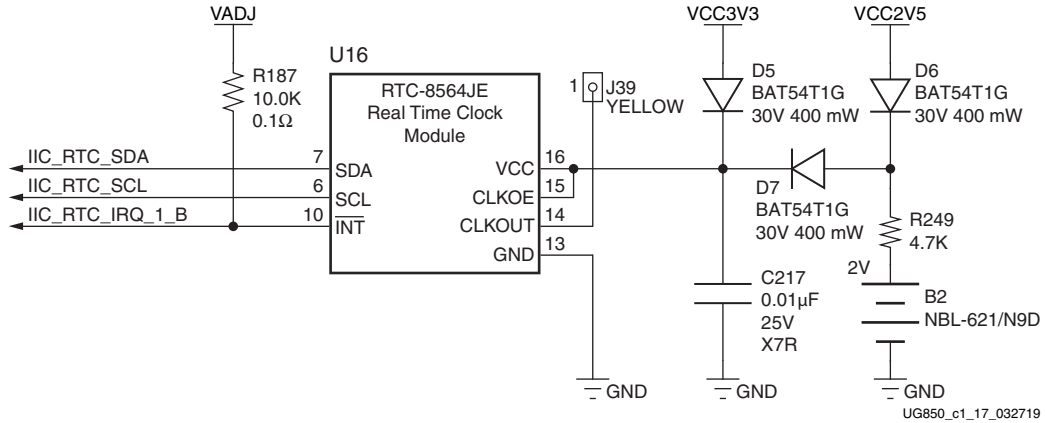 VADJ
VCC3V3
VCC2V5
U16
R187
10.0K
0.1Ω
RTC-8564JE
Real Time Clock
Module
1
J39
YELLOW
D5
BAT54T1G
30V 400 mW
D6
BAT54T1G
30V 400 mW
IIC_RTC_SDA
7
SDA
VCC
16
IIC_RTC_SCL
6
SCL
CLKOE
15
IIC_RTC_IRQ_1_B
10
INT
CLKOUT
14
GND
13
D7
BAT54T1G
30V 400 mW
R249
4.7K
2V
B2
NBL-621/N9D
C217
0.01µF
25V
X7R
GND
GND
GND
UG850_c1_17_032719